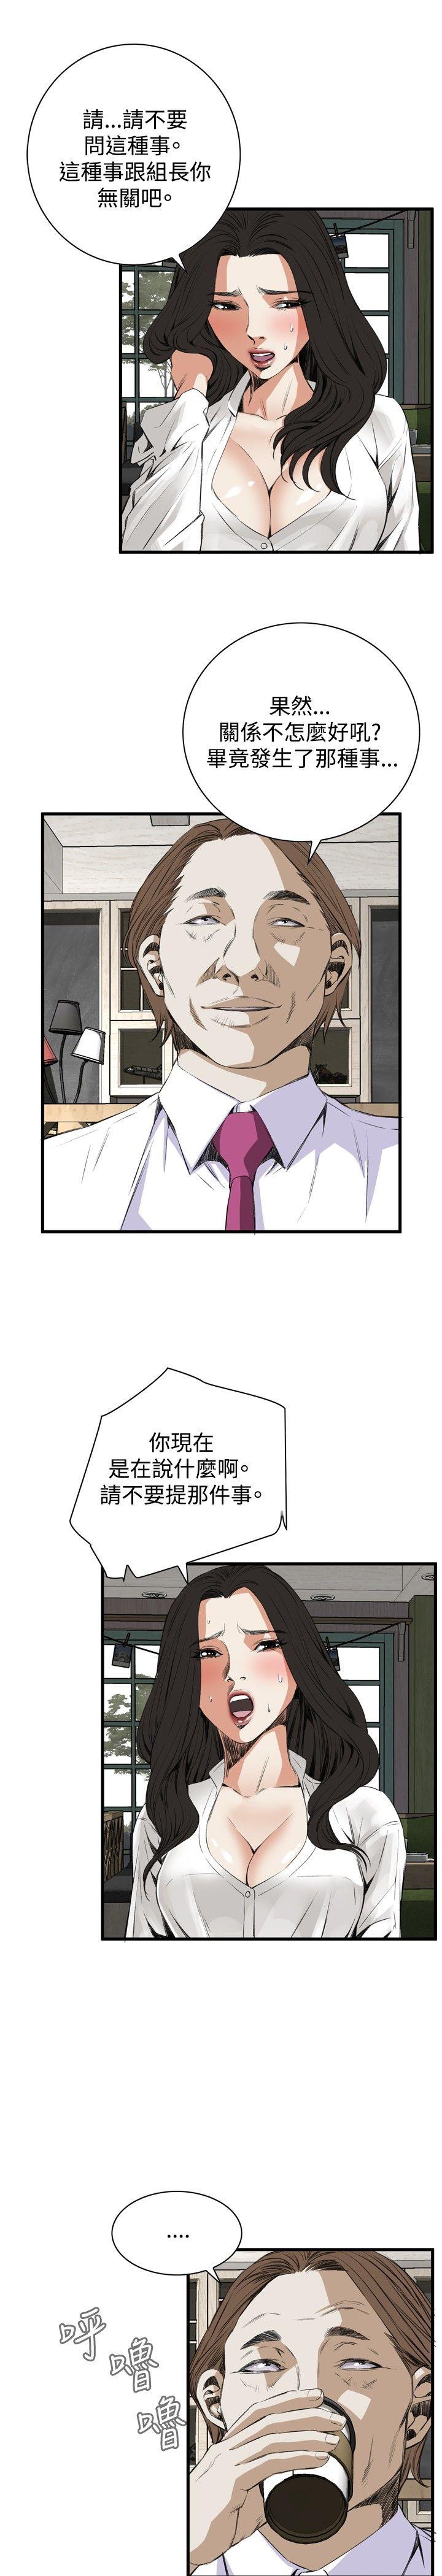 請...請不要
問這種事。
這種事跟組長你
無關吧。
果然...
關係不怎麼好吼?
畢竟發生了那種事...
你現在
是在說什麼啊。
請不要提那件事。
....
呼
嚕
嚕